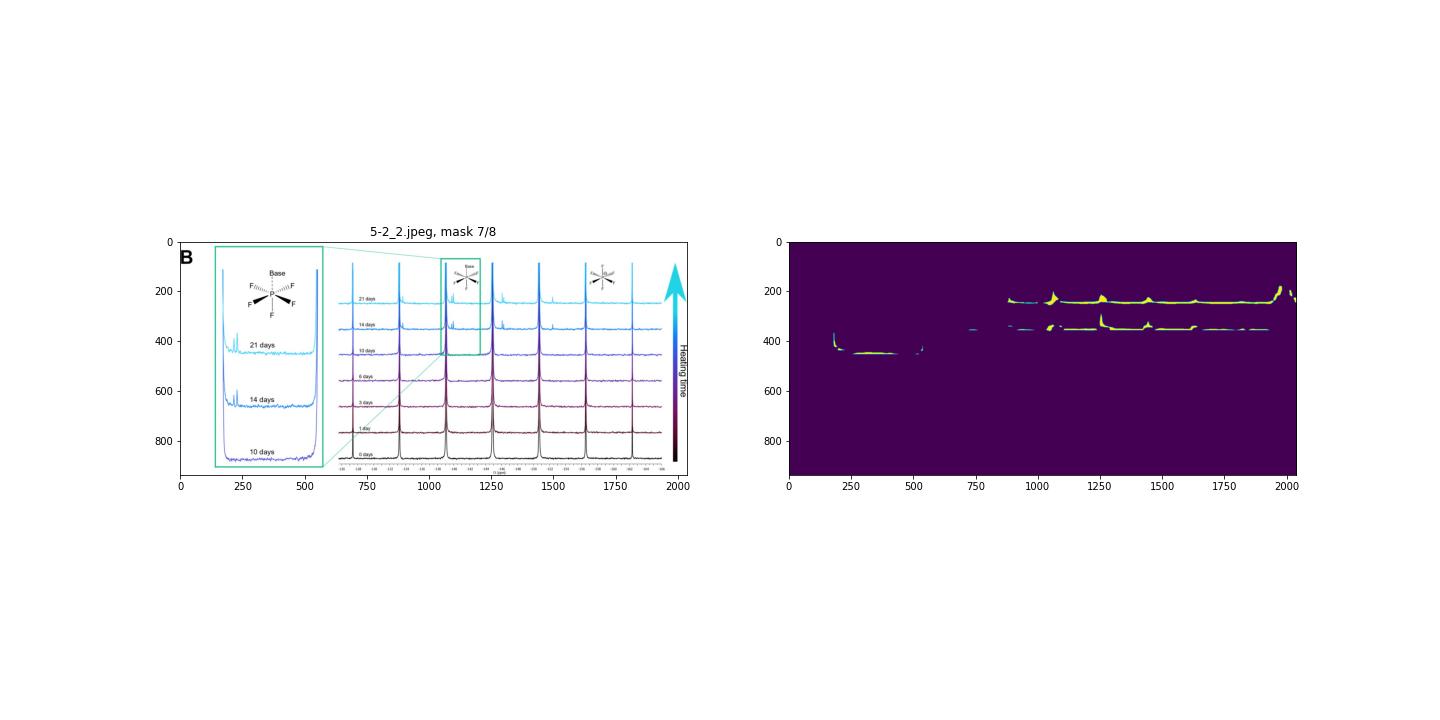 5-2_2.jpeg, mask 7/8
B
Base
F F
P
F F
F
21 days
14 days
10 days
Base
21 days
14 days
10 days
6 days
3 days
1 day
0 days
Heating time
0
200
400
600
800
0 250 500 750 1000 1250 1500 1750 2000
0
200
400
600
800
0 250 500 750 1000 1250 1500 1750 2000